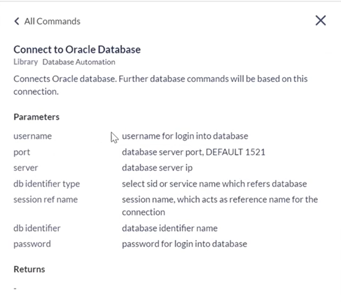 All Commands
Connect to Oracle Database
Library Database Automation
Connects Oracle database. Further database commands will be based on this
connection.
Parameters
username username for login into database
port database server port, DEFAULT 1521
server database server ip
db identifier type select sid or service name which refers database
session ref name session name, which acts as reference name for the
connection
db identifier database identifier name
password password for login into database
Returns
-